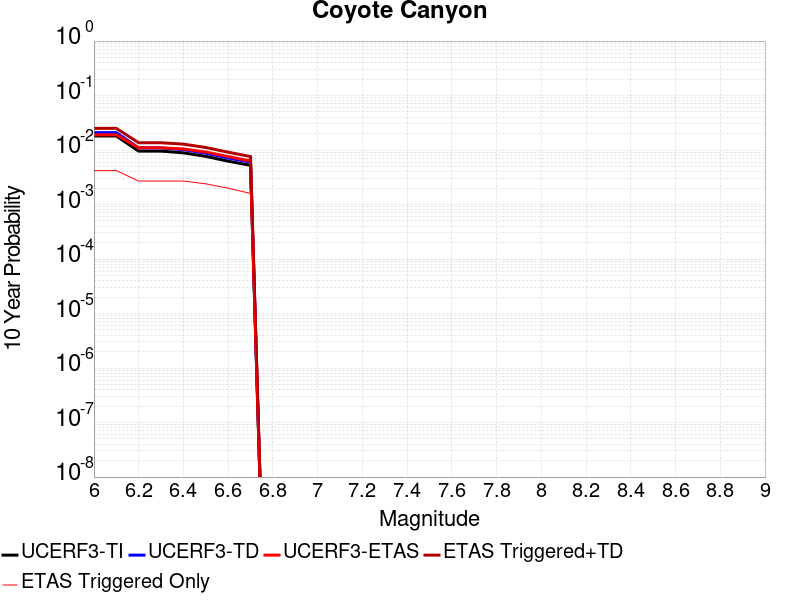 Coyote Canyon
10 Year Probability
10^0
10^-1
10^-2
10^-3
10^-4
10^-5
10^-6
10^-7
10^-8
6 6.2 6.4 6.6 6.8 7 7.2 7.4 7.6 7.8 8 8.2 8.4 8.6 8.8 9
Magnitude
UCERF3-TI UCERF3-TD UCERF3-ETAS ETAS Triggered+TD
ETAS Triggered Only